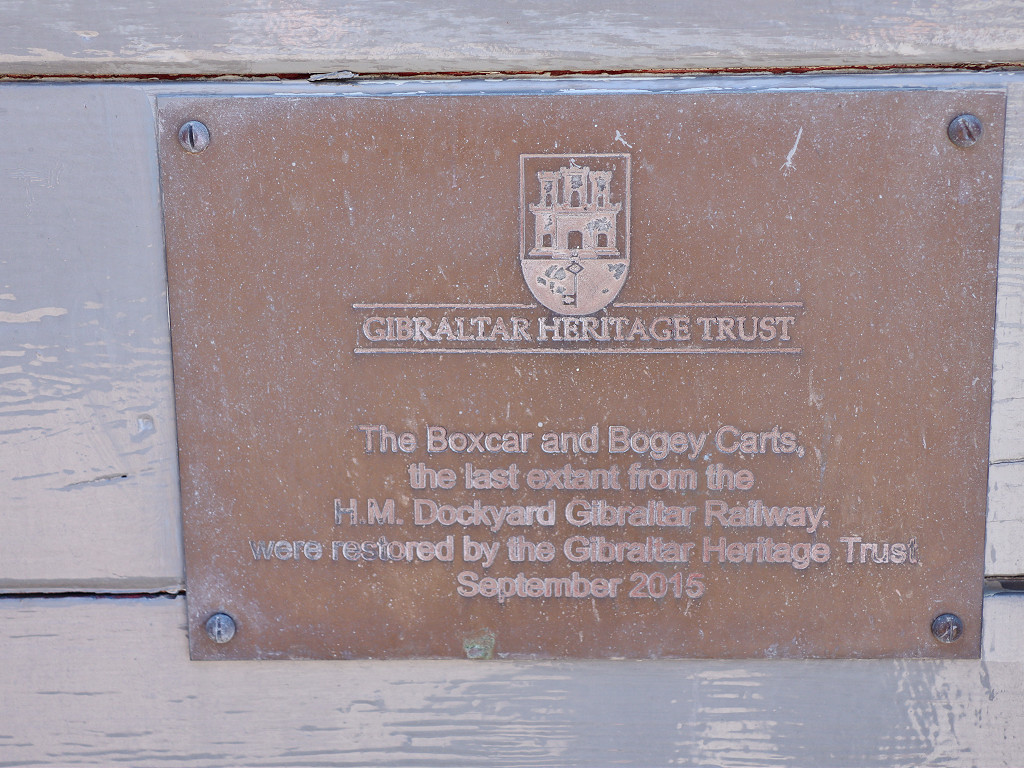 GIBRALTAR HERITAGE TRUST
The Boxcar and Bogey Carts,
the last extant from the
H.M. Dockyard Gibraltar Railway,
were restored by the Gibraltar Heritage Trust
September 2015